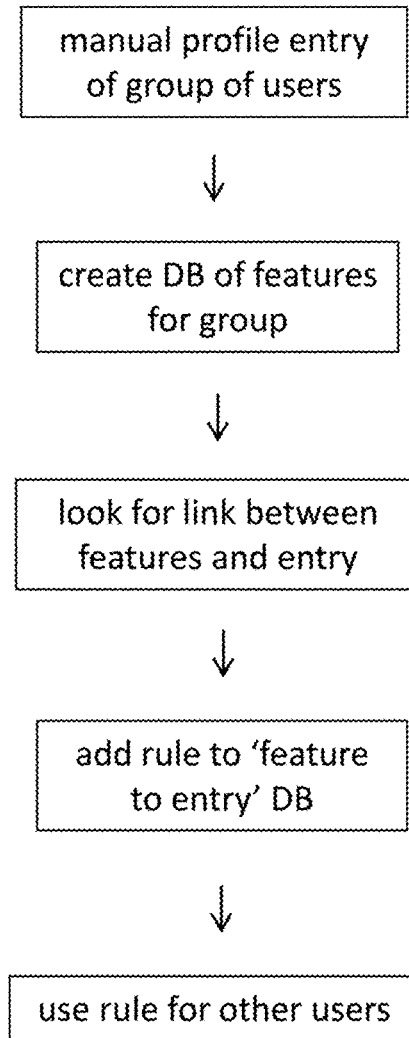 manual profile entry
of group of users
create DB of features
for group
look for link between
features and entry
add rule to ‘feature
to entry’ DB
use rule for other users